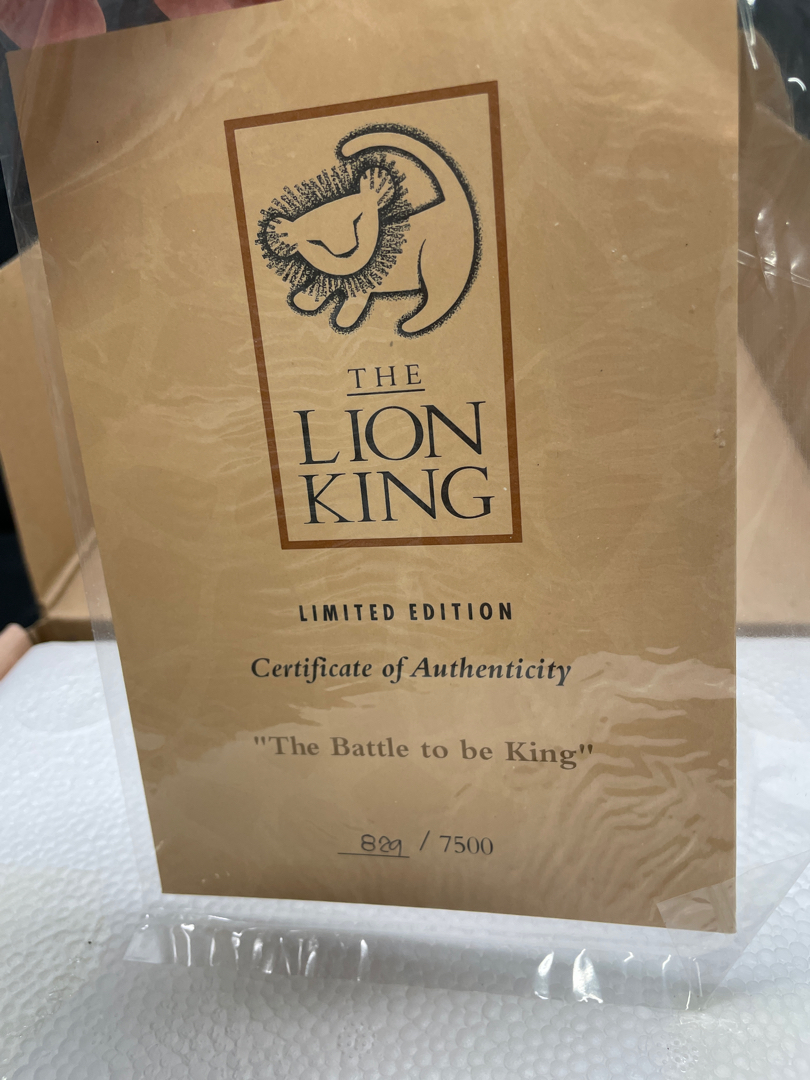 THE
LION
KING
LIMITED EDITION
Certificate of Authenticity
"The Battle to be King"
829 / 7500